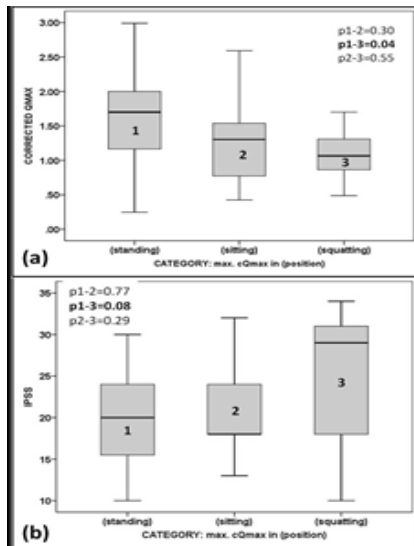 (a)
CORRECTED QMAX
3.00
2.50
2.00
1.50
1.00
.50
.00
p1-2=0.30
p1-3=0.04
p2-3=0.55
1
2
3
(standing) (sitting) (squatting)
CATEGORY: max. cQmax in (position)
(b)
IPSS
35
30
25
20
15
10
p1-2=0.77
p1-3=0.08
p2-3=0.29
1
2
3
(standing) (sitting) (squatting)
CATEGORY: max. cQmax in (position)